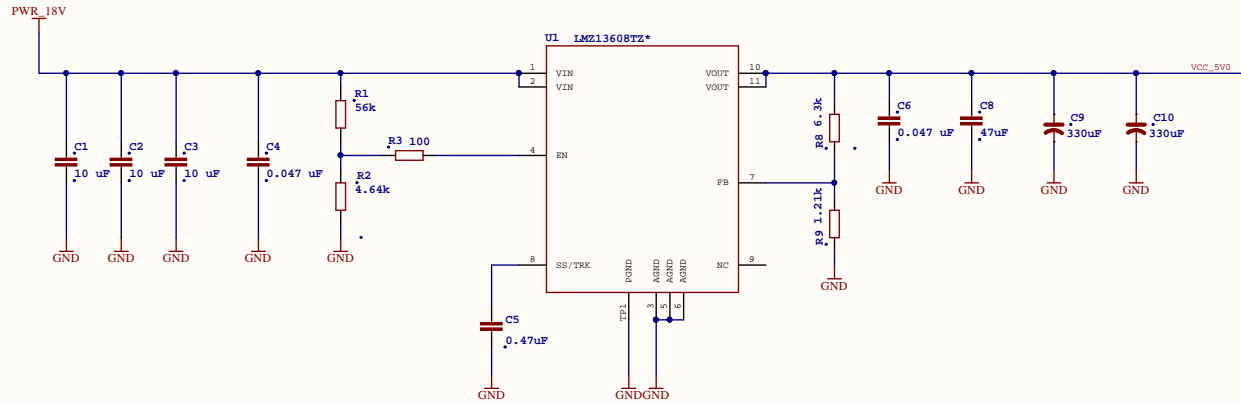 PWR_18V
U1 LMZ13608TZ*
1 VIN
2 VIN
VOUT 10
VOUT 11
VCC_5V0
R1
56k
R3 100
4 EN
R2
4.64k
C1
10 uF
C2
10 uF
C3
10 uF
C4
0.047 uF
R8 6.3k
C6
0.047 uF
C8
47uF
C9
330uF
C10
330uF
FB 7
R9 1.21k
GND
GND
GND
GND
GND
GND
GND
GND
GND
GND
8 SS/TRK
PGND
AGND
AGND
AGND
NC 9
TP1
3
5
6
C5
0.47uF
GND
GND
GND